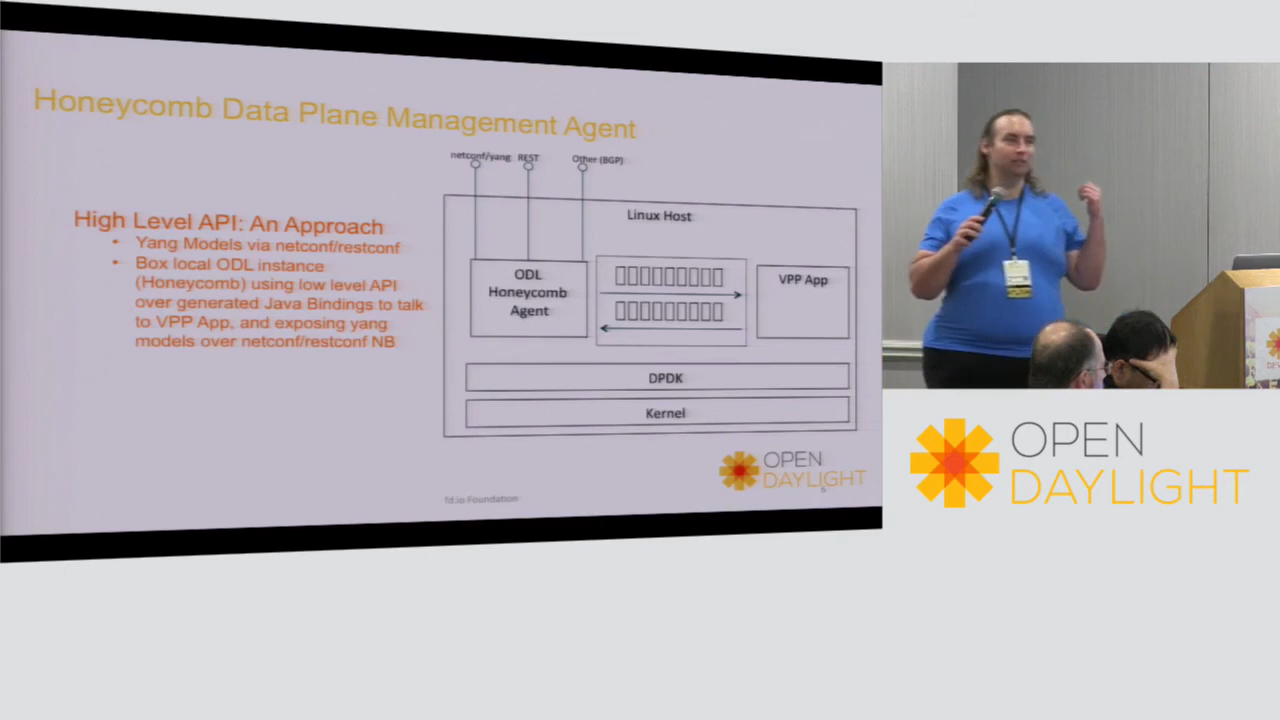 Honeycomb Data Plane Management Agent
netconf/yang REST Other (BGP)
High Level API: An Approach
• Yang Models via netconf/restconf
• Box local ODL instance
(Honeycomb) using low level API
over generated Java Bindings to talk
to VPP App, and exposing yang
models over netconf/restconf NB
Linux Host
ODL
Honeycomb
Agent
VPP App
DPDK
Kernel
OPEN
DAYLIGHT
fd.io Foundation
OPEN
DAYLIGHT